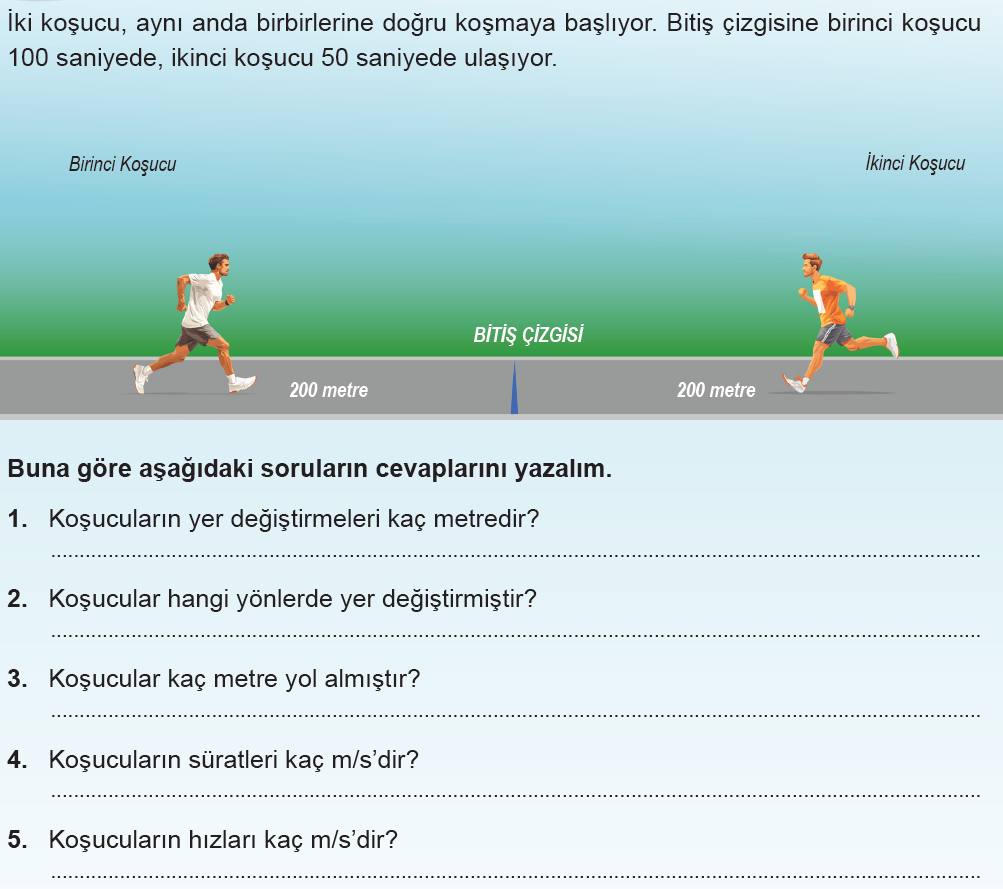 İki koşucu, aynı anda birbirlerine doğru koşmaya başlıyor. Bitiş çizgisine birinci koşucu
100 saniyede, ikinci koşucu 50 saniyede ulaşıyor.
Birinci Koşucu
İkinci Koşucu
BİTİŞ ÇİZGİSİ
200 metre
200 metre
Buna göre aşağıdaki soruların cevaplarını yazalım.
1. Koşucuların yer değiştirmeleri kaç metredir?
2. Koşucular hangi yönlerde yer değiştirmiştir?
3. Koşucular kaç metre yol almıştır?
4. Koşucuların süratleri kaç m/s’dir?
5. Koşucuların hızları kaç m/s’dir?